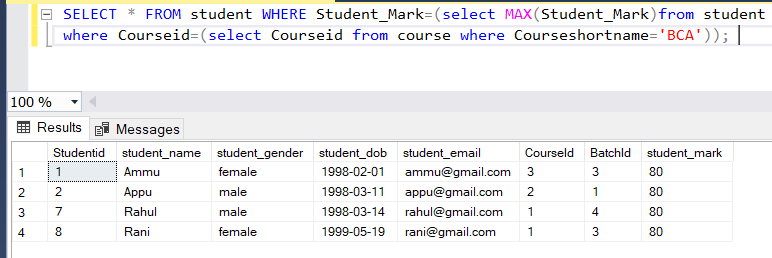 SELECT * FROM student WHERE Student_Mark=(select MAX(Student_Mark)from student
where Courseid=(select Courseid from course where Courseshortname='BCA'));
100 %
Results Messages
Studentid student_name student_gender student_dob student_email CourseId BatchId student_mark
1 1 Ammu female 1998-02-01 ammu@gmail.com 3 3 80
2 2 Appu male 1998-03-11 appu@gmail.com 2 1 80
3 7 Rahul male 1998-03-14 rahul@gmail.com 1 4 80
4 8 Rani female 1999-05-19 rani@gmail.com 1 3 80